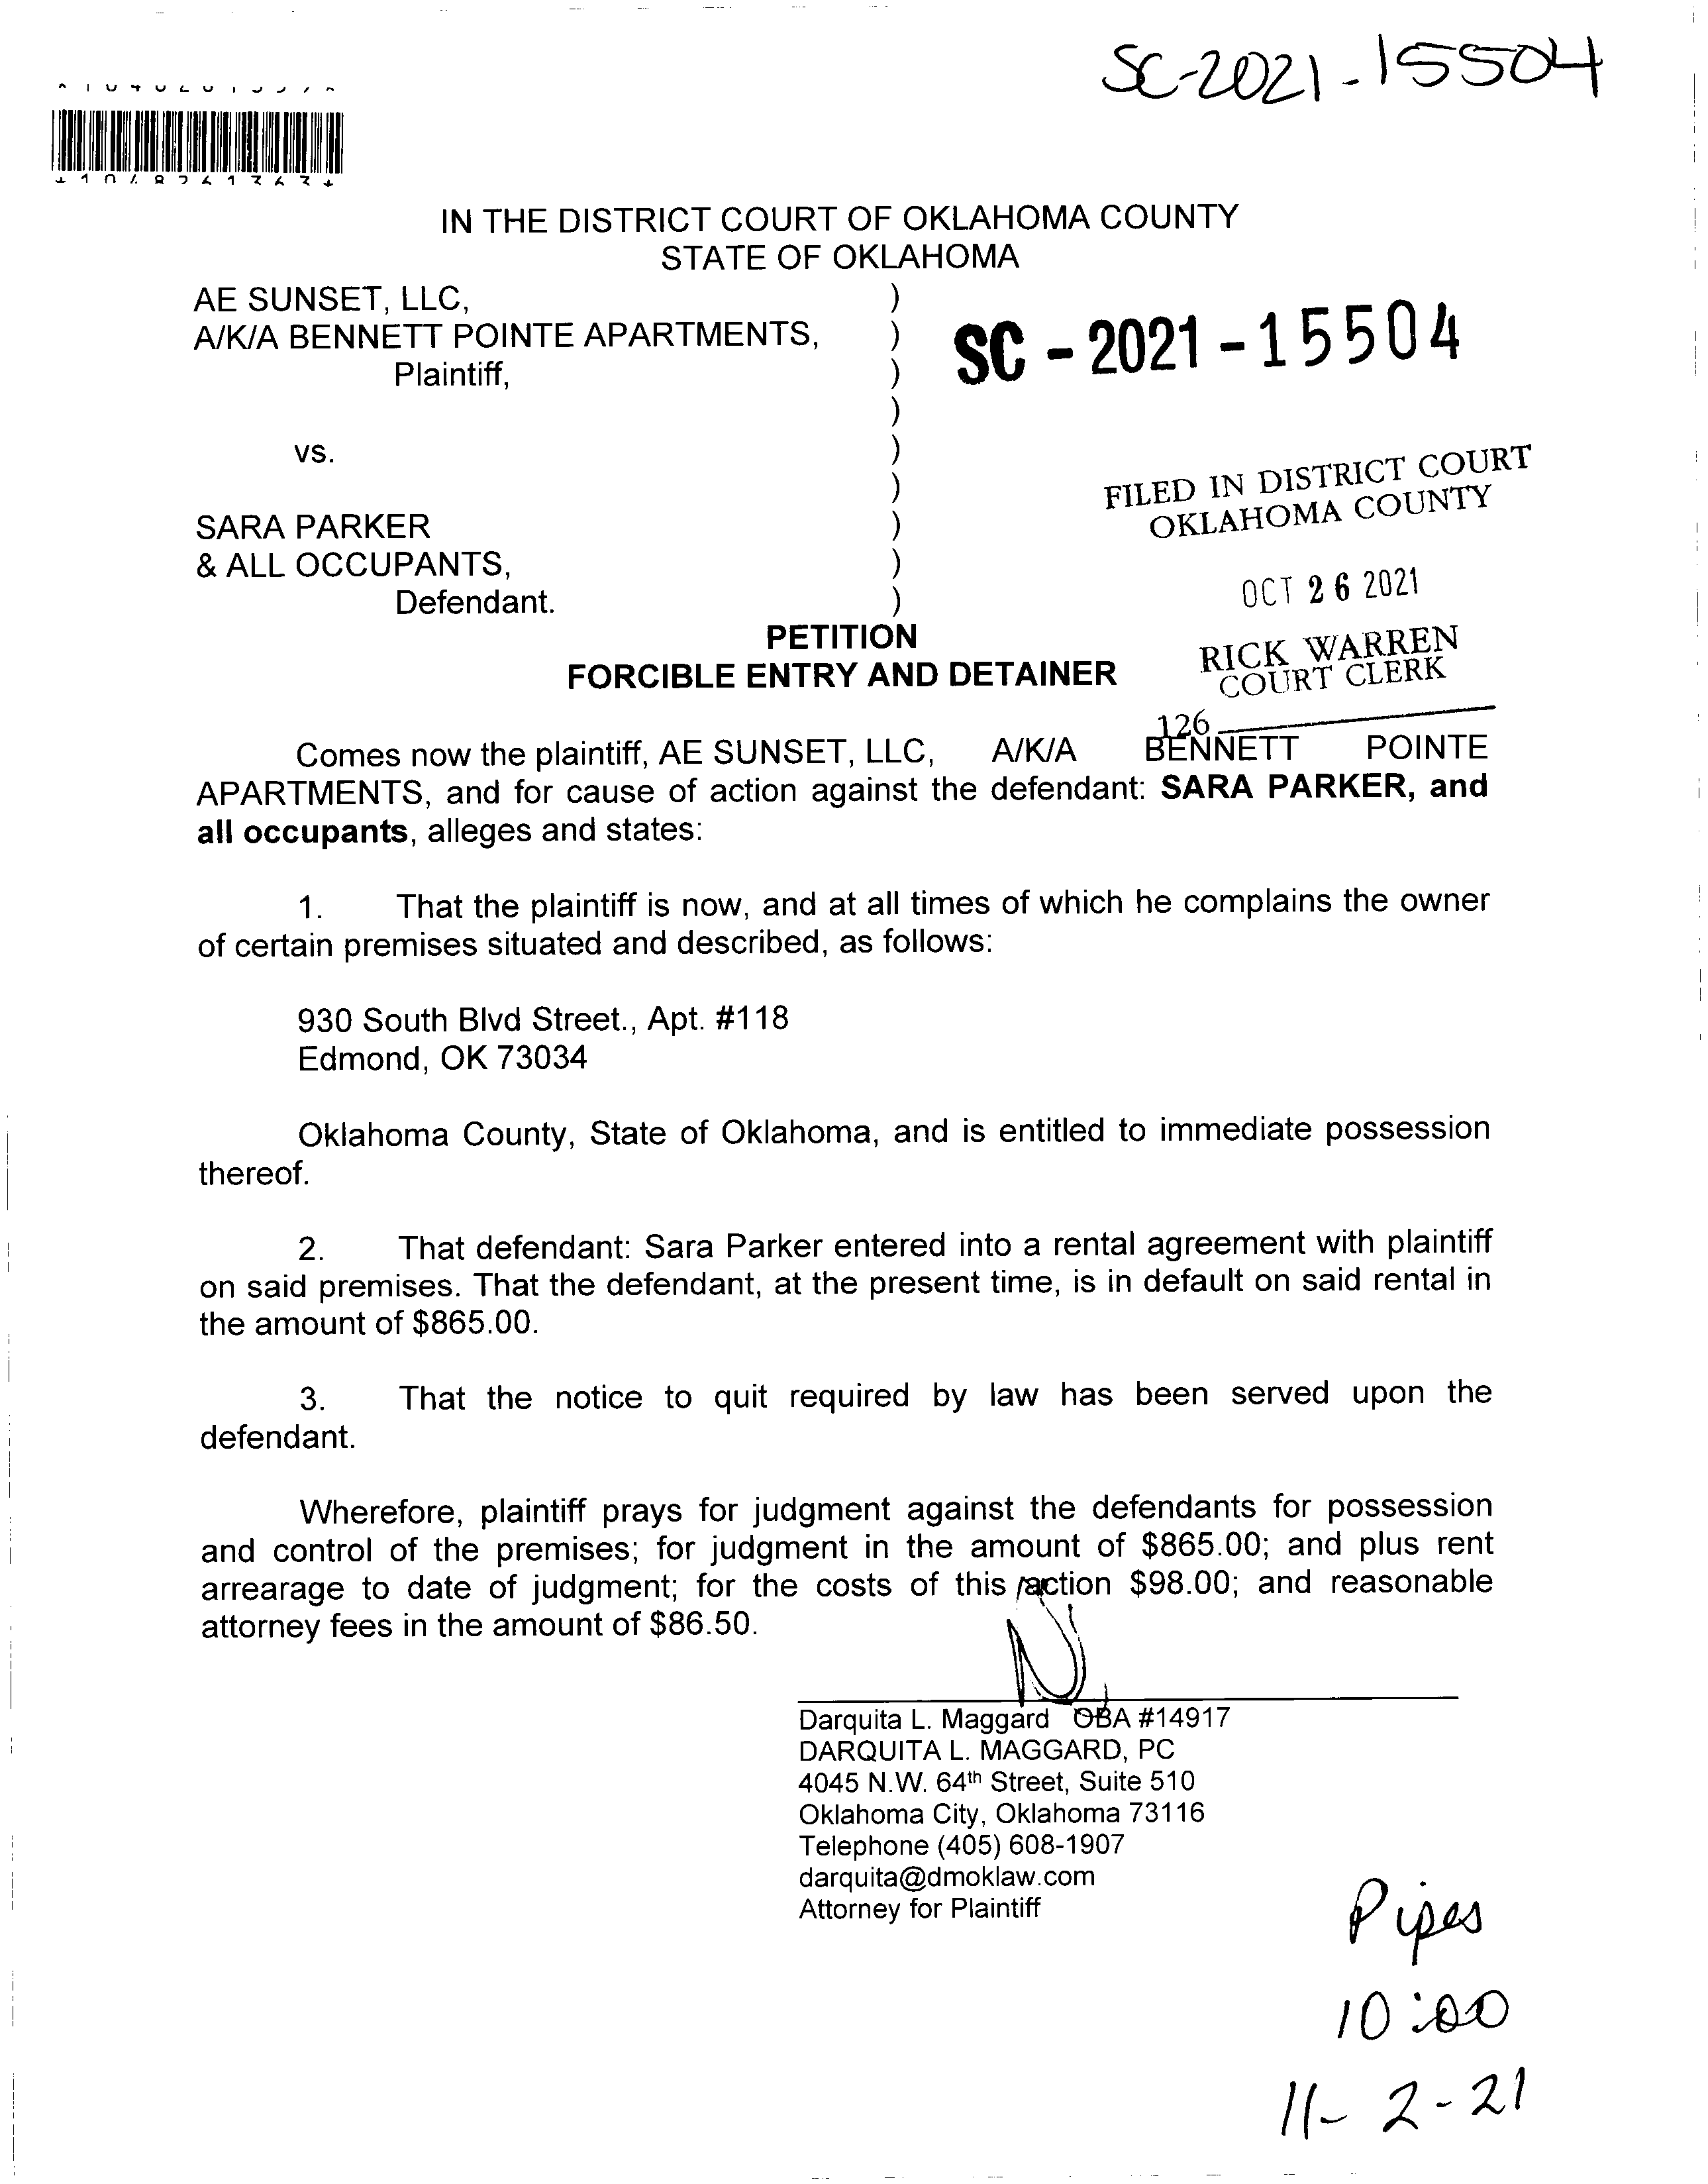 SC-2021-15504
IN THE DISTRICT COURT OF OKLAHOMA COUNTY
STATE OF OKLAHOMA
AE SUNSET, LLC, )
A/K/A BENNETT POINTE APARTMENTS, )
Plaintiff, )
)
vs. )
)
SARA PARKER )
& ALL OCCUPANTS, )
Defendant. )
SC - 2021 - 15504
FILED IN DISTRICT COURT
OKLAHOMA COUNTY
OCT 26 2021
RICK WARREN
COURT CLERK
126
PETITION
FORCIBLE ENTRY AND DETAINER
Comes now the plaintiff, AE SUNSET, LLC, A/K/A BENNETT POINTE
APARTMENTS, and for cause of action against the defendant: SARA PARKER, and
all occupants, alleges and states:
1. That the plaintiff is now, and at all times of which he complains the owner
of certain premises situated and described, as follows:
930 South Blvd Street., Apt. #118
Edmond, OK 73034
Oklahoma County, State of Oklahoma, and is entitled to immediate possession
thereof.
2. That defendant: Sara Parker entered into a rental agreement with plaintiff
on said premises. That the defendant, at the present time, is in default on said rental in
the amount of $865.00.
3. That the notice to quit required by law has been served upon the
defendant.
Wherefore, plaintiff prays for judgment against the defendants for possession
and control of the premises; for judgment in the amount of $865.00; and plus rent
arrearage to date of judgment; for the costs of this action $98.00; and reasonable
attorney fees in the amount of $86.50.
Darquita L. Maggard OBA #14917
DARQUITA L. MAGGARD, PC
4045 N.W. 64th Street, Suite 510
Oklahoma City, Oklahoma 73116
Telephone (405) 608-1907
darquita@dmoklaw.com
Attorney for Plaintiff
Pipes
10:00
11-2-21